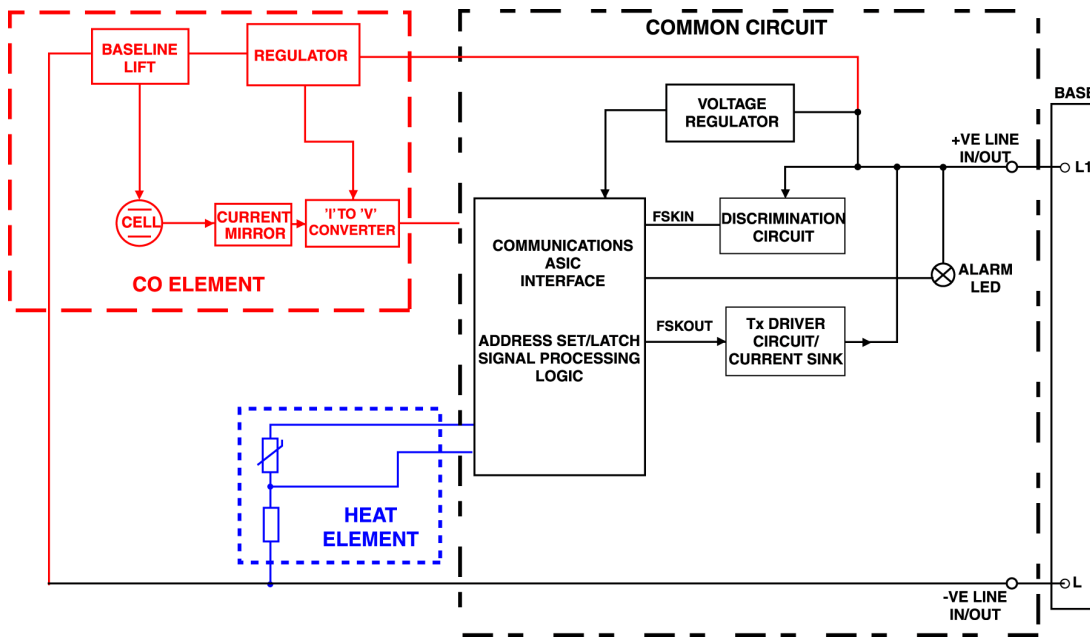 COMMON CIRCUIT
BASELINE
LIFT
REGULATOR
VOLTAGE
REGULATOR
BASE
+VE LINE
IN/OUT
L1
CELL
CURRENT
MIRROR
'I' TO 'V'
CONVERTER
FSKIN
DISCRIMINATION
CIRCUIT
COMMUNICATIONS
ASIC
INTERFACE
CO ELEMENT
ALARM
LED
FSKOUT
Tx DRIVER
CIRCUIT/
CURRENT SINK
ADDRESS SET/LATCH
SIGNAL PROCESSING
LOGIC
HEAT
ELEMENT
L
-VE LINE
IN/OUT